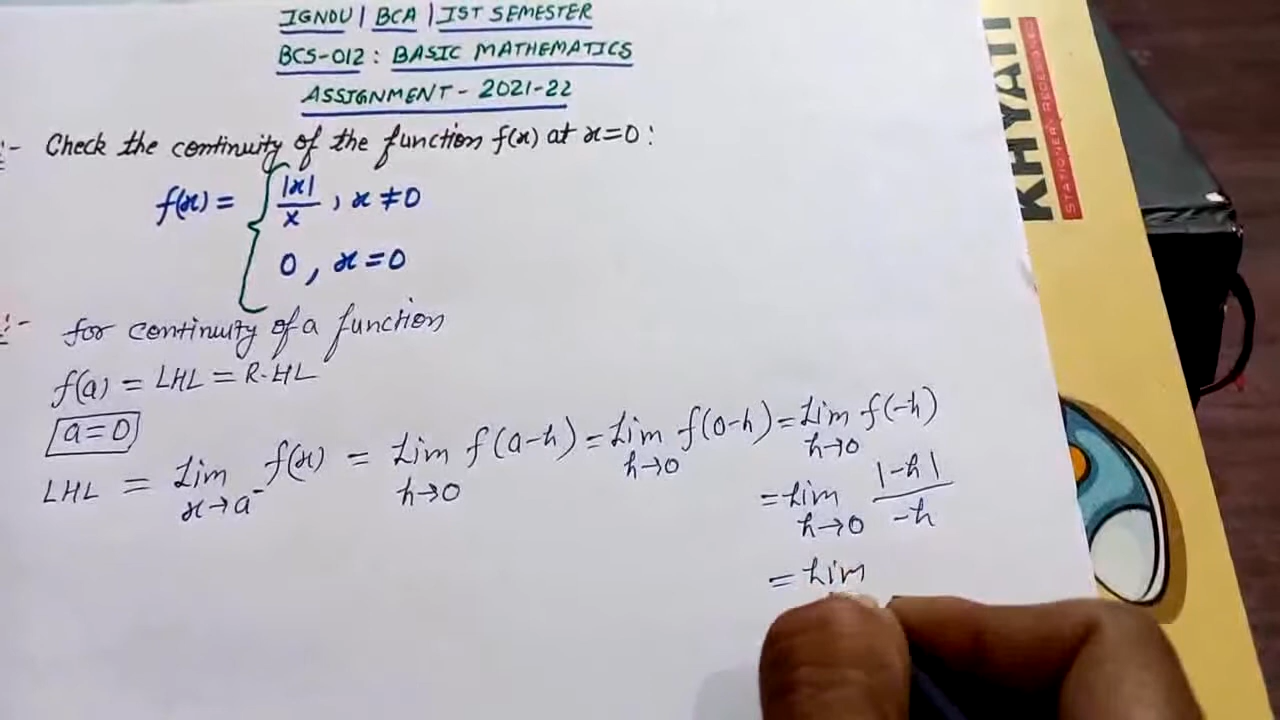 IGNOU | BCA | IST SEMESTER
BCS-012 : BASIC MATHEMATICS
ASSIGNMENT - 2021-22
:- Check the continuity of the function f(x) at x=0 :
f(x) = { |x|/x , x ≠ 0
0 , x = 0
:- for continuity of a function
f(a) = LHL = R.HL
a = 0
LHL = Lim x→a⁻ f(x) = Lim h→0 f(a-h) = Lim h→0 f(0-h) = Lim h→0 f(-h)
= Lim h→0 |-h|/-h
= Lim
KHYATI
STATIONERY REDESIGNED